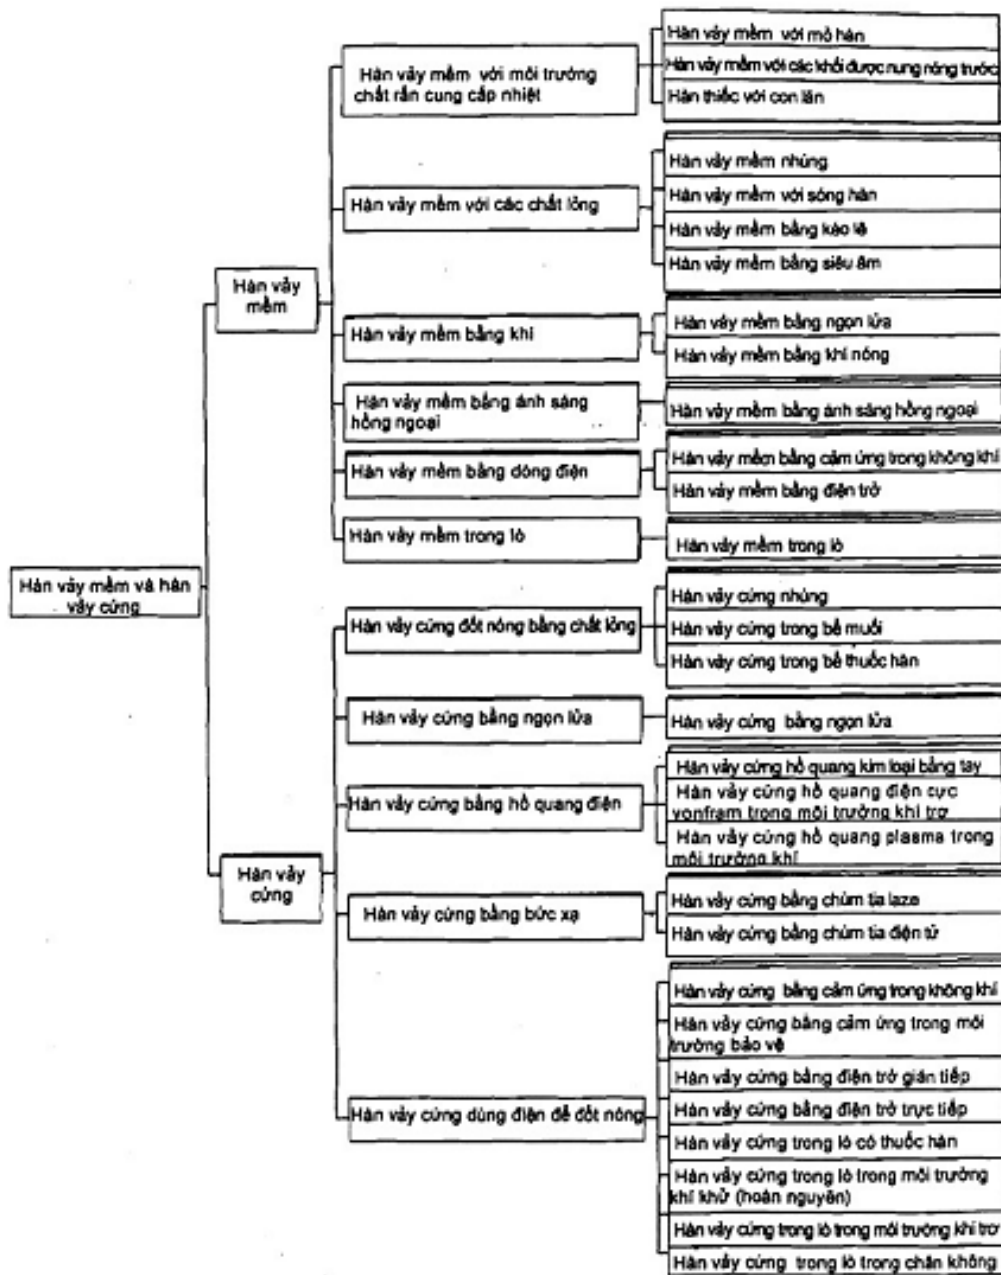 Hàn vảy mềm và hàn
vảy cứng
Hàn vảy
mềm
Hàn vảy mềm với môi trường
chất rắn cung cấp nhiệt
Hàn vảy mềm với mỏ hàn
Hàn vảy mềm với các khối được nung nóng trước
Hàn thiếc với con lăn
Hàn vảy mềm với các chất lỏng
Hàn vảy mềm nhúng
Hàn vảy mềm với sóng hàn
Hàn vảy mềm bằng kéo lê
Hàn vảy mềm bằng siêu âm
Hàn vảy mềm bằng khí
Hàn vảy mềm bằng ngọn lửa
Hàn vảy mềm bằng khí nóng
Hàn vảy mềm bằng ánh sáng
hồng ngoại
Hàn vảy mềm bằng ánh sáng hồng ngoại
Hàn vảy mềm bằng dòng điện
Hàn vảy mềm bằng cảm ứng trong không khí
Hàn vảy mềm bằng điện trở
Hàn vảy mềm trong lò
Hàn vảy mềm trong lò
Hàn vảy
cứng
Hàn vảy cứng đốt nóng bằng chất lỏng
Hàn vảy cứng nhúng
Hàn vảy cứng trong bể muối
Hàn vảy cứng trong bể thuốc hàn
Hàn vảy cứng bằng ngọn lửa
Hàn vảy cứng bằng ngọn lửa
Hàn vảy cứng bằng hồ quang điện
Hàn vảy cứng hồ quang kim loại bằng tay
Hàn vảy cứng hồ quang điện cực
vonfram trong môi trường khí trơ
Hàn vảy cứng hồ quang plasma trong
môi trường khí
Hàn vảy cứng bằng bức xạ
Hàn vảy cứng bằng chùm tia laze
Hàn vảy cứng bằng chùm tia điện tử
Hàn vảy cứng dùng điện để đốt nóng
Hàn vảy cứng bằng cảm ứng trong không khí
Hàn vảy cứng bằng cảm ứng trong môi
trường bảo vệ
Hàn vảy cứng bằng điện trở gián tiếp
Hàn vảy cứng bằng điện trở trực tiếp
Hàn vảy cứng trong lò có thuốc hàn
Hàn vảy cứng trong lò trong môi trường
khí khử (hoàn nguyên)
Hàn vảy cứng trong lò trong môi trường khí trơ
Hàn vảy cứng trong lò trong chân không